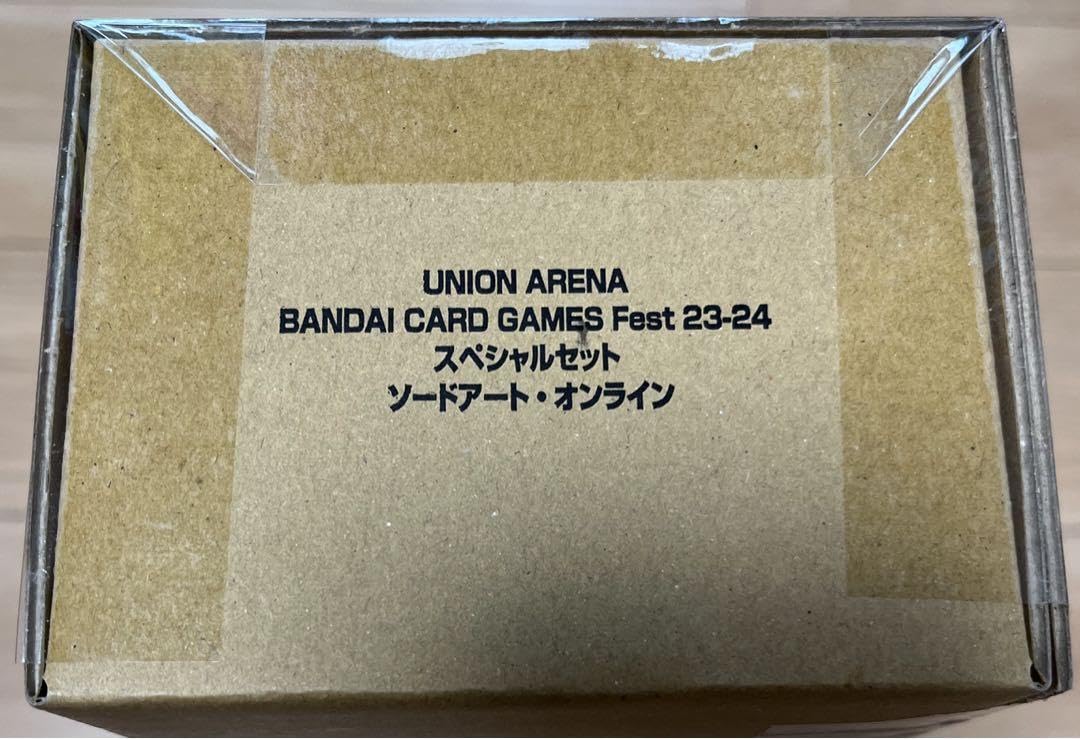 UNION ARENA
BANDAI CARD GAMES Fest 23-24
スペシャルセット
ソードアート・オンライン